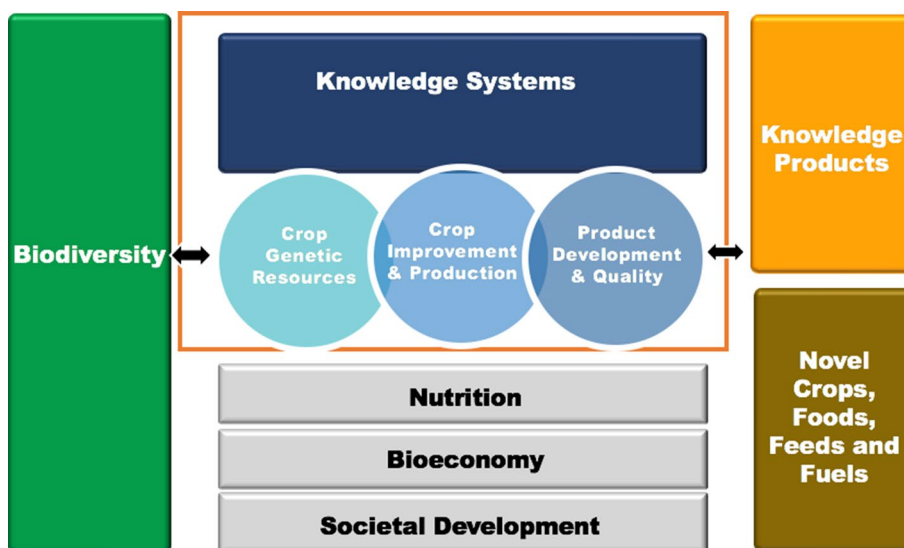 Knowledge Systems
Biodiversity
Crop
Genetic
Resources
Crop
Improvement
& Production
Product
Development
& Quality
Knowledge
Products
Nutrition
Bioeconomy
Societal Development
Novel
Crops,
Foods,
Feeds and
Fuels